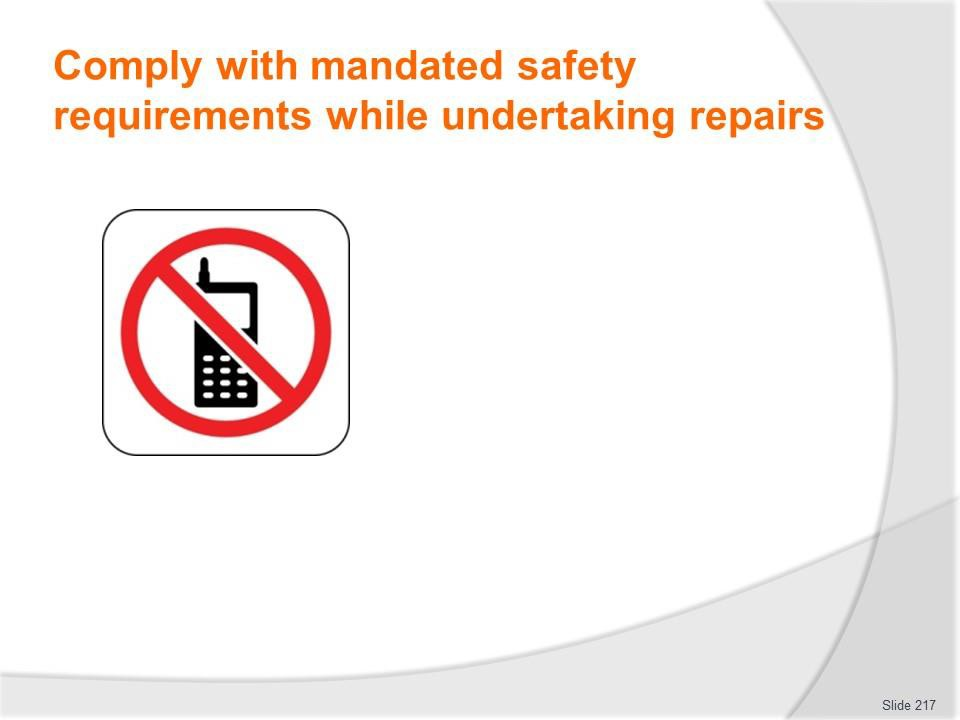 Comply with mandated safety
requirements while undertaking repairs
Slide 217